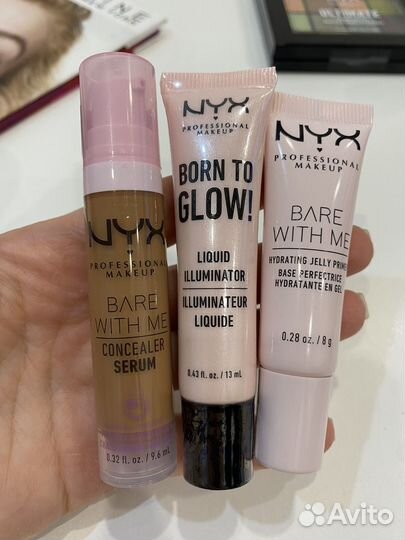 NYX
PROFESSIONAL
MAKEUP
BARE
WITH ME
CONCEALER
SERUM
0.32 fl. oz. / 9.6 mL
NYX
PROFESSIONAL
MAKEUP
BORN TO
GLOW!
LIQUID
ILLUMINATOR
ILLUMINATEUR
LIQUIDE
0.43 fl. oz. / 13 mL
NYX
PROFESSIONAL
MAKEUP
BARE
WITH ME
HYDRATING JELLY PRIMER
BASE PERFECTRICE
HYDRATANTE EN GEL
0.28 oz. / 8 g
ULTIMATE
Avito